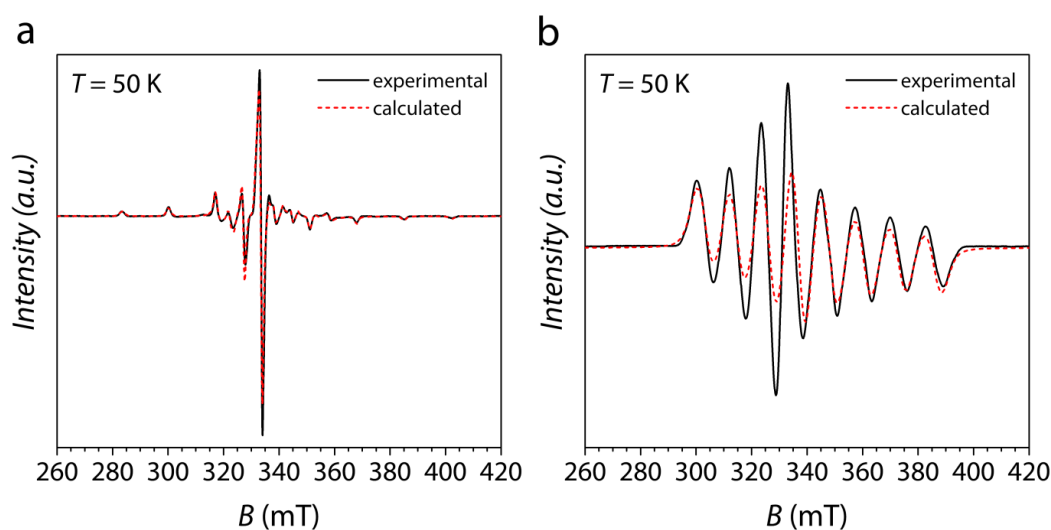 a
T = 50 K
experimental
calculated
Intensity (a.u.)
260 280 300 320 340 360 380 400 420
B (mT)
b
T = 50 K
experimental
calculated
Intensity (a.u.)
260 280 300 320 340 360 380 400 420
B (mT)